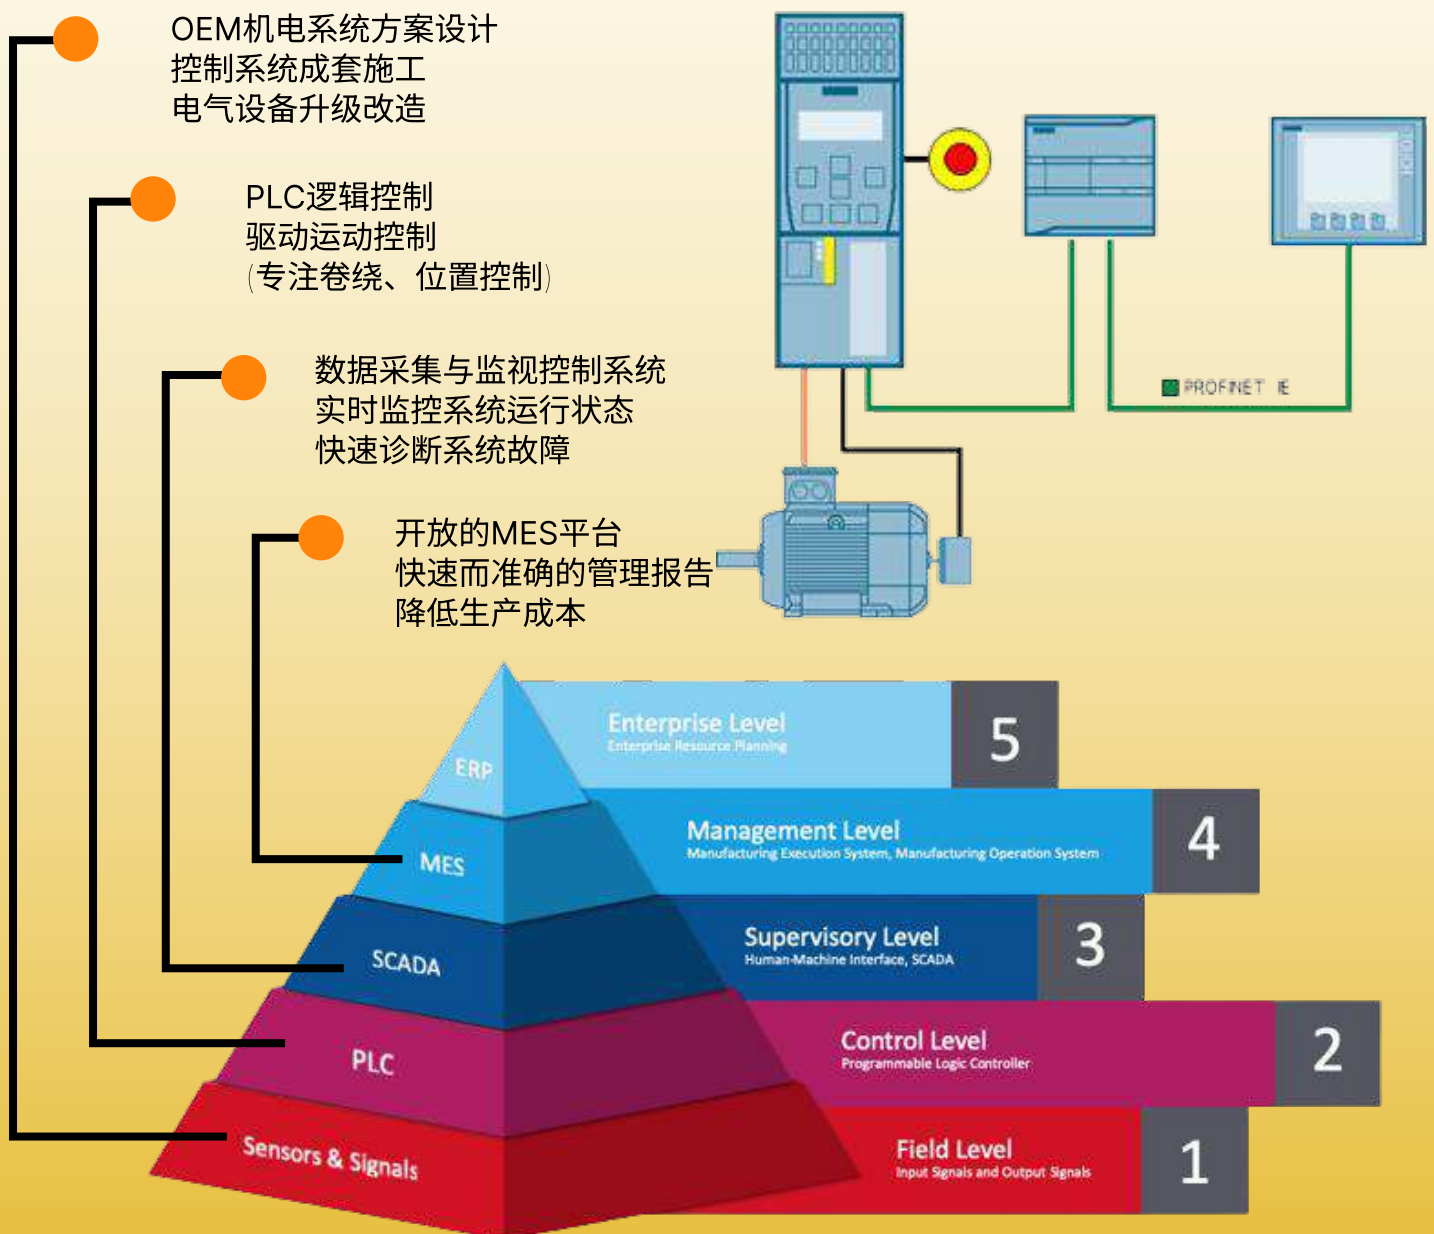 OEM机电系统方案设计
控制系统成套施工
电气设备升级改造
PLC逻辑控制
驱动运动控制
(专注卷绕、位置控制)
数据采集与监视控制系统
实时监控系统运行状态
快速诊断系统故障
PROFINET IE
开放的MES平台
快速而准确的管理报告
降低生产成本
ERP
Enterprise Level
Enterprise Resource Planning
5
MES
Management Level
Manufacturing Execution System, Manufacturing Operation System
4
SCADA
Supervisory Level
Human-Machine Interface, SCADA
3
PLC
Control Level
Programmable Logic Controller
2
Sensors & Signals
Field Level
Input Signals and Output Signals
1